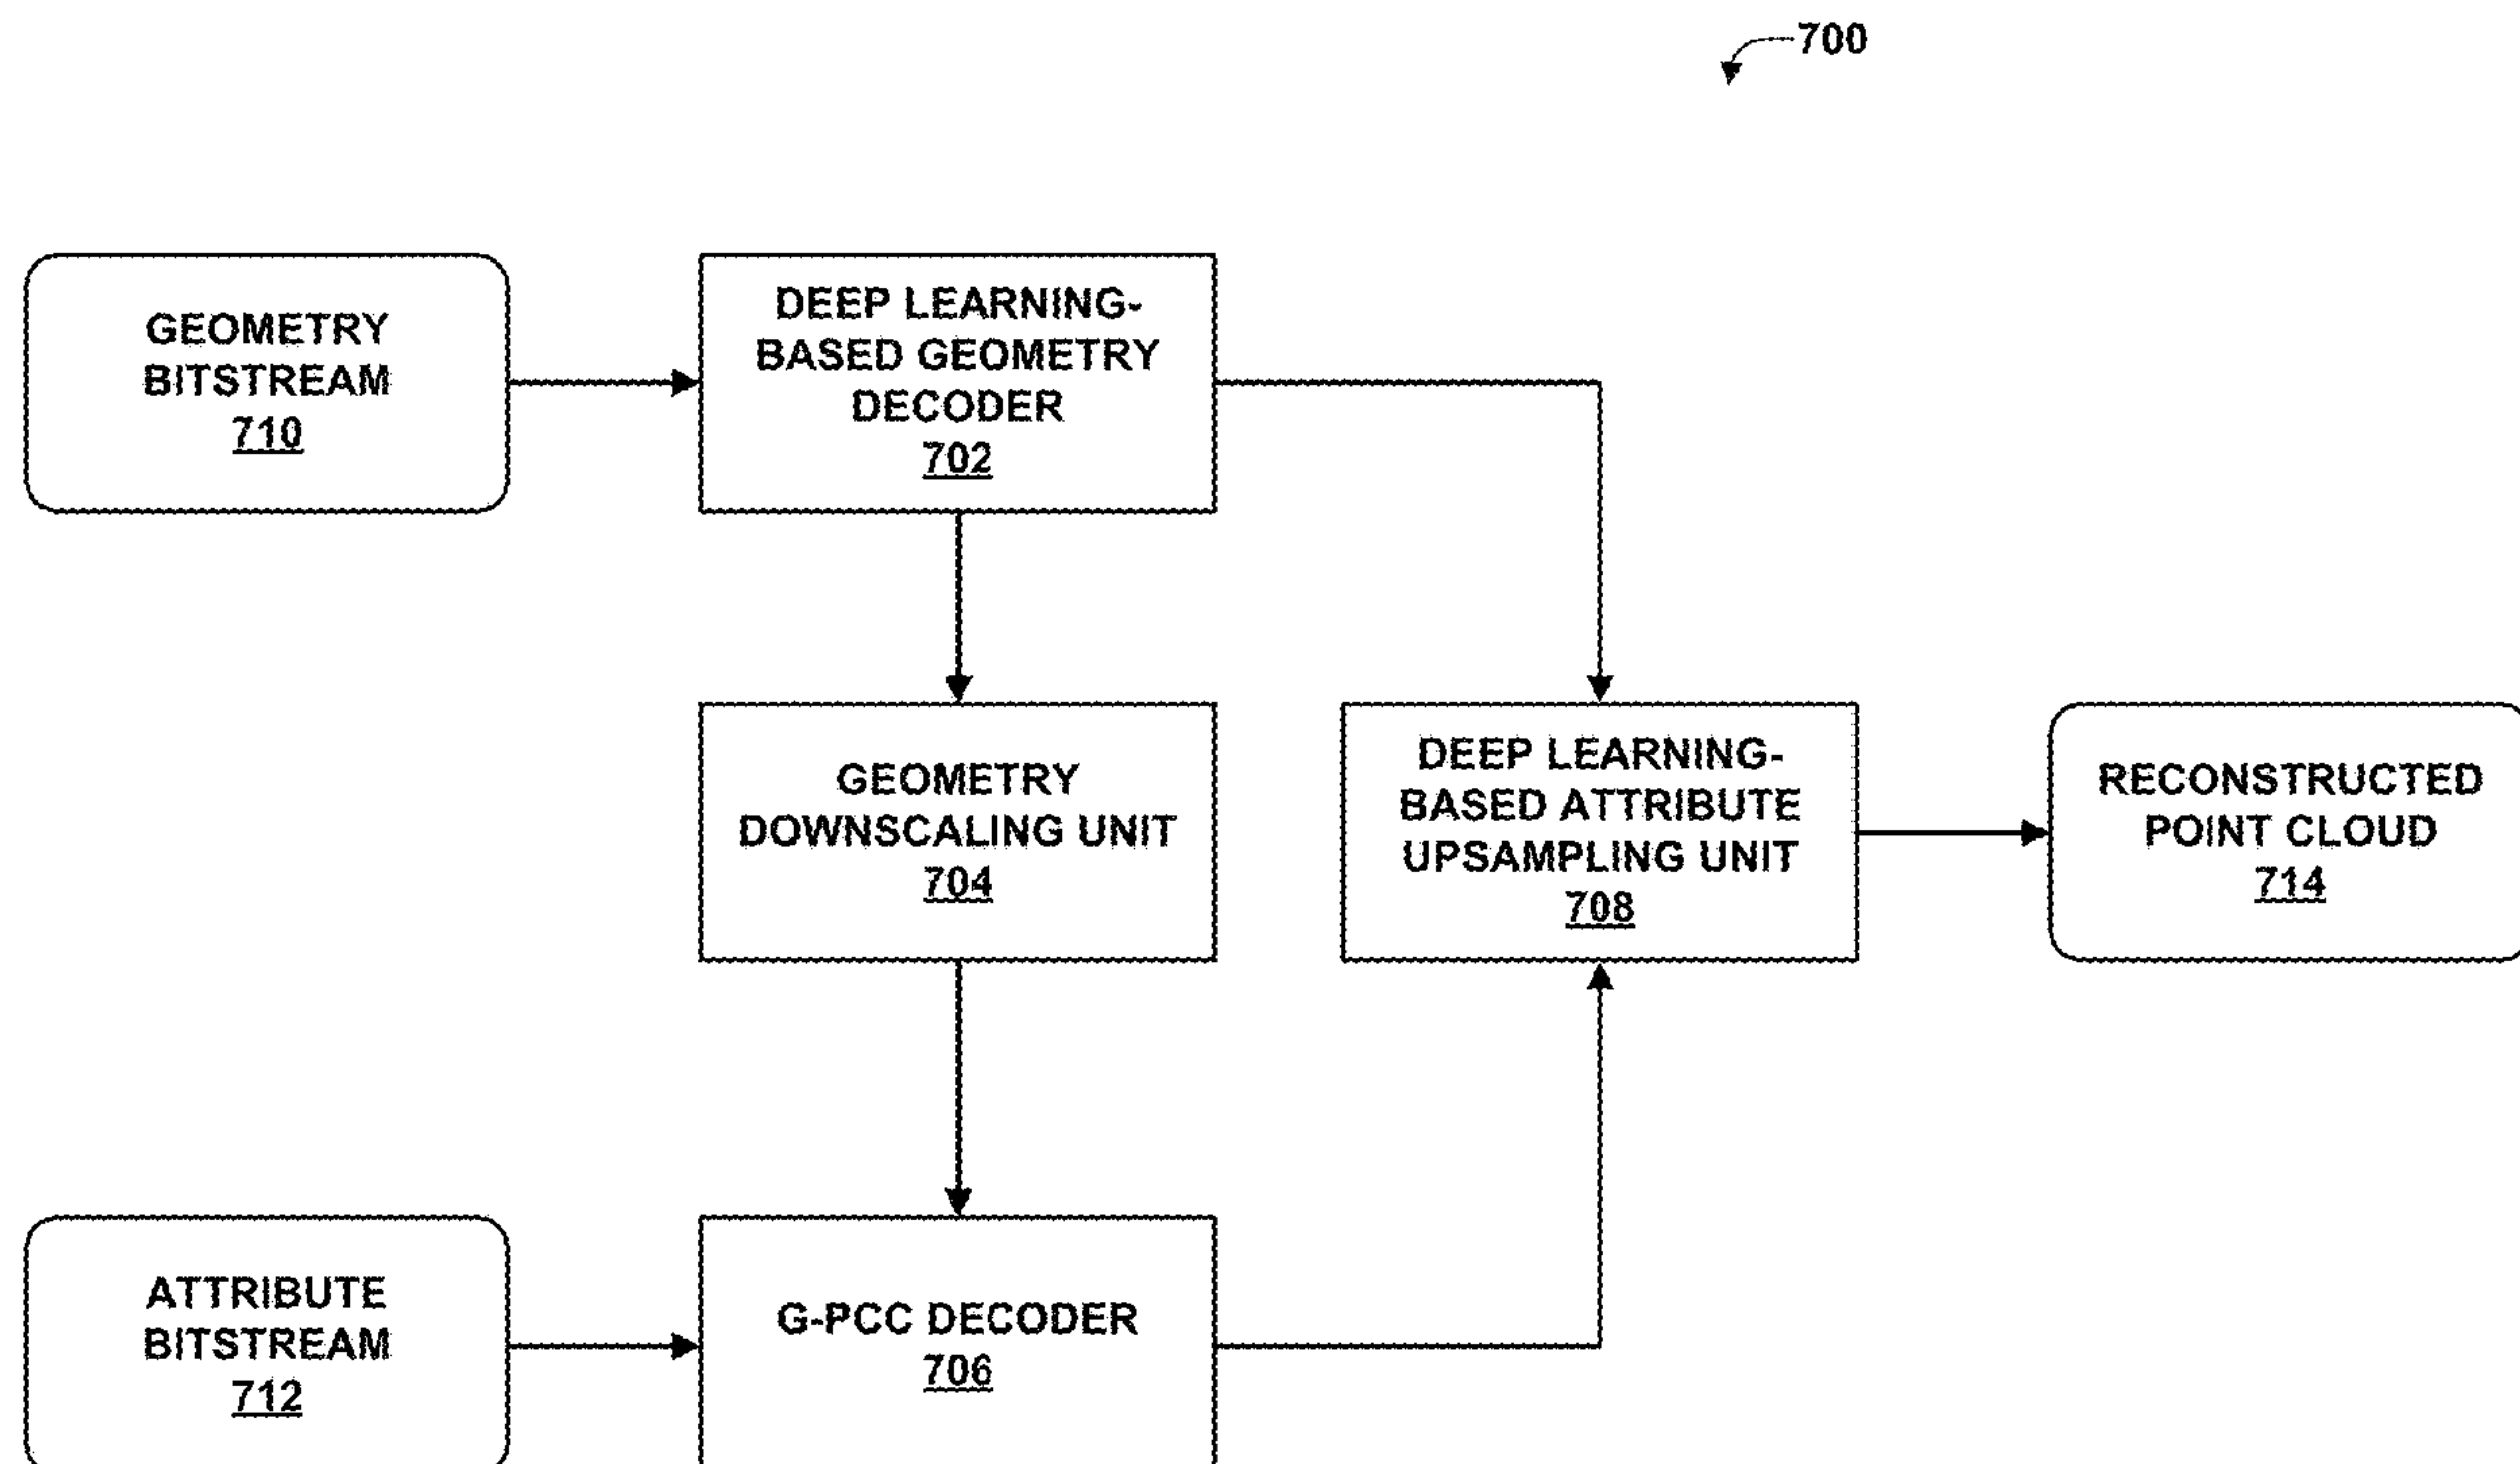 700
GEOMETRY
BITSTREAM
710
DEEP LEARNING-
BASED GEOMETRY
DECODER
702
GEOMETRY
DOWNSCALING UNIT
704
DEEP LEARNING-
BASED ATTRIBUTE
UPSAMPLING UNIT
708
RECONSTRUCTED
POINT CLOUD
714
ATTRIBUTE
BITSTREAM
712
G-PCC DECODER
706